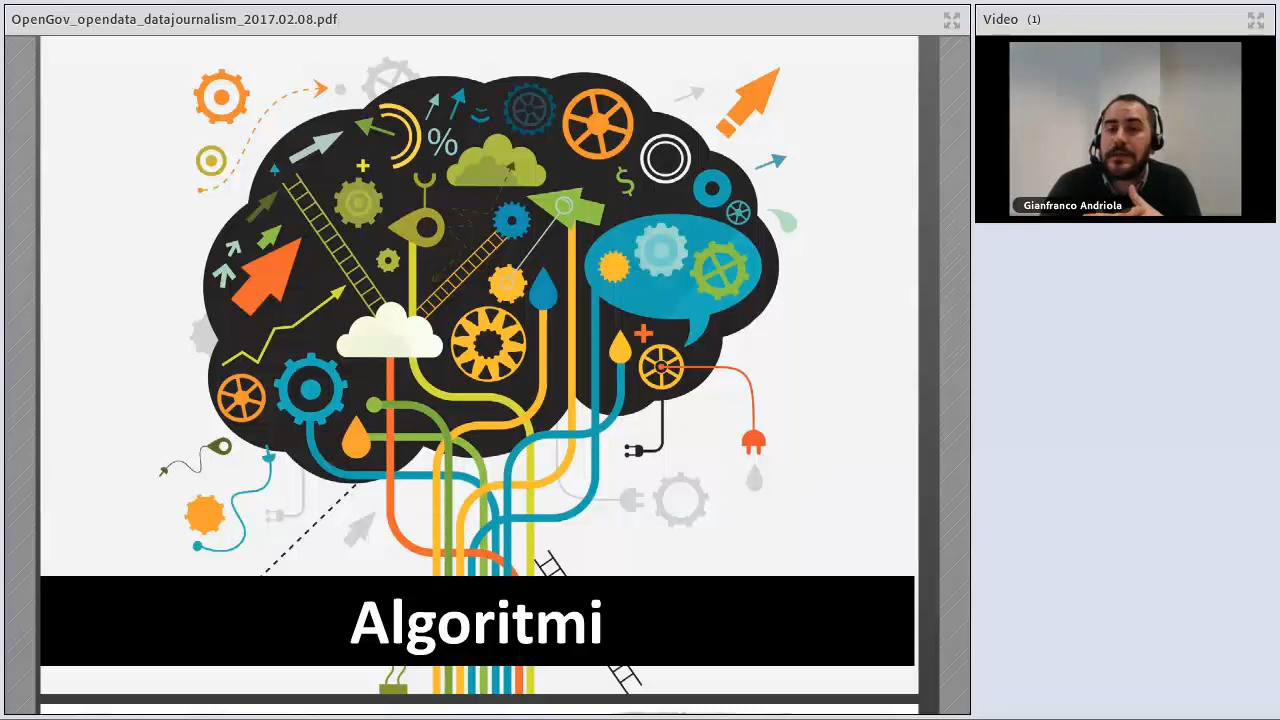 OpenGov_opendata_datajournalism_2017.02.08.pdf
Video (1)
%
$
Gianfranco Andriola
Algoritmi